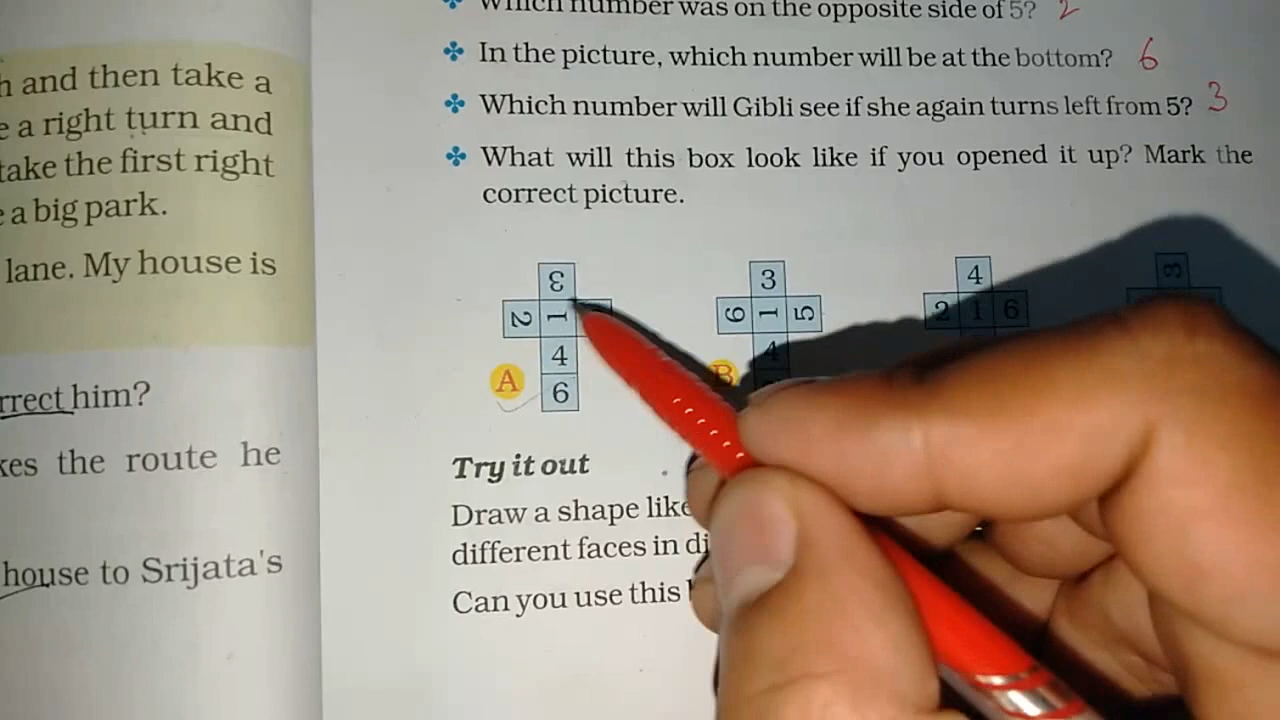 h and then take a
e a right turn and
take the first right
e a big park.
lane. My house is
rrect him?
kes the route he
house to Srijata's
Which number was on the opposite side of 5? 2
In the picture, which number will be at the bottom? 6
Which number will Gibli see if she again turns left from 5? 3
What will this box look like if you opened it up? Mark the
correct picture.
3
2 1
4
A 6
3
6 1 5
4
B
4
2 1 6
3
Try it out
Draw a shape like
different faces in di
Can you use this